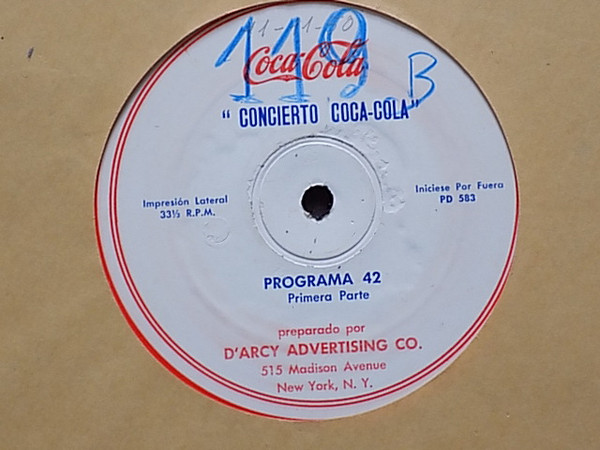 119 B
Coca-Cola
" CONCIERTO COCA-COLA"
Impresión Lateral
33⅓ R.P.M.
Iniciese Por Fuera
PD 583
PROGRAMA 42
Primera Parte
preparado por
D'ARCY ADVERTISING CO.
515 Madison Avenue
New York, N. Y.